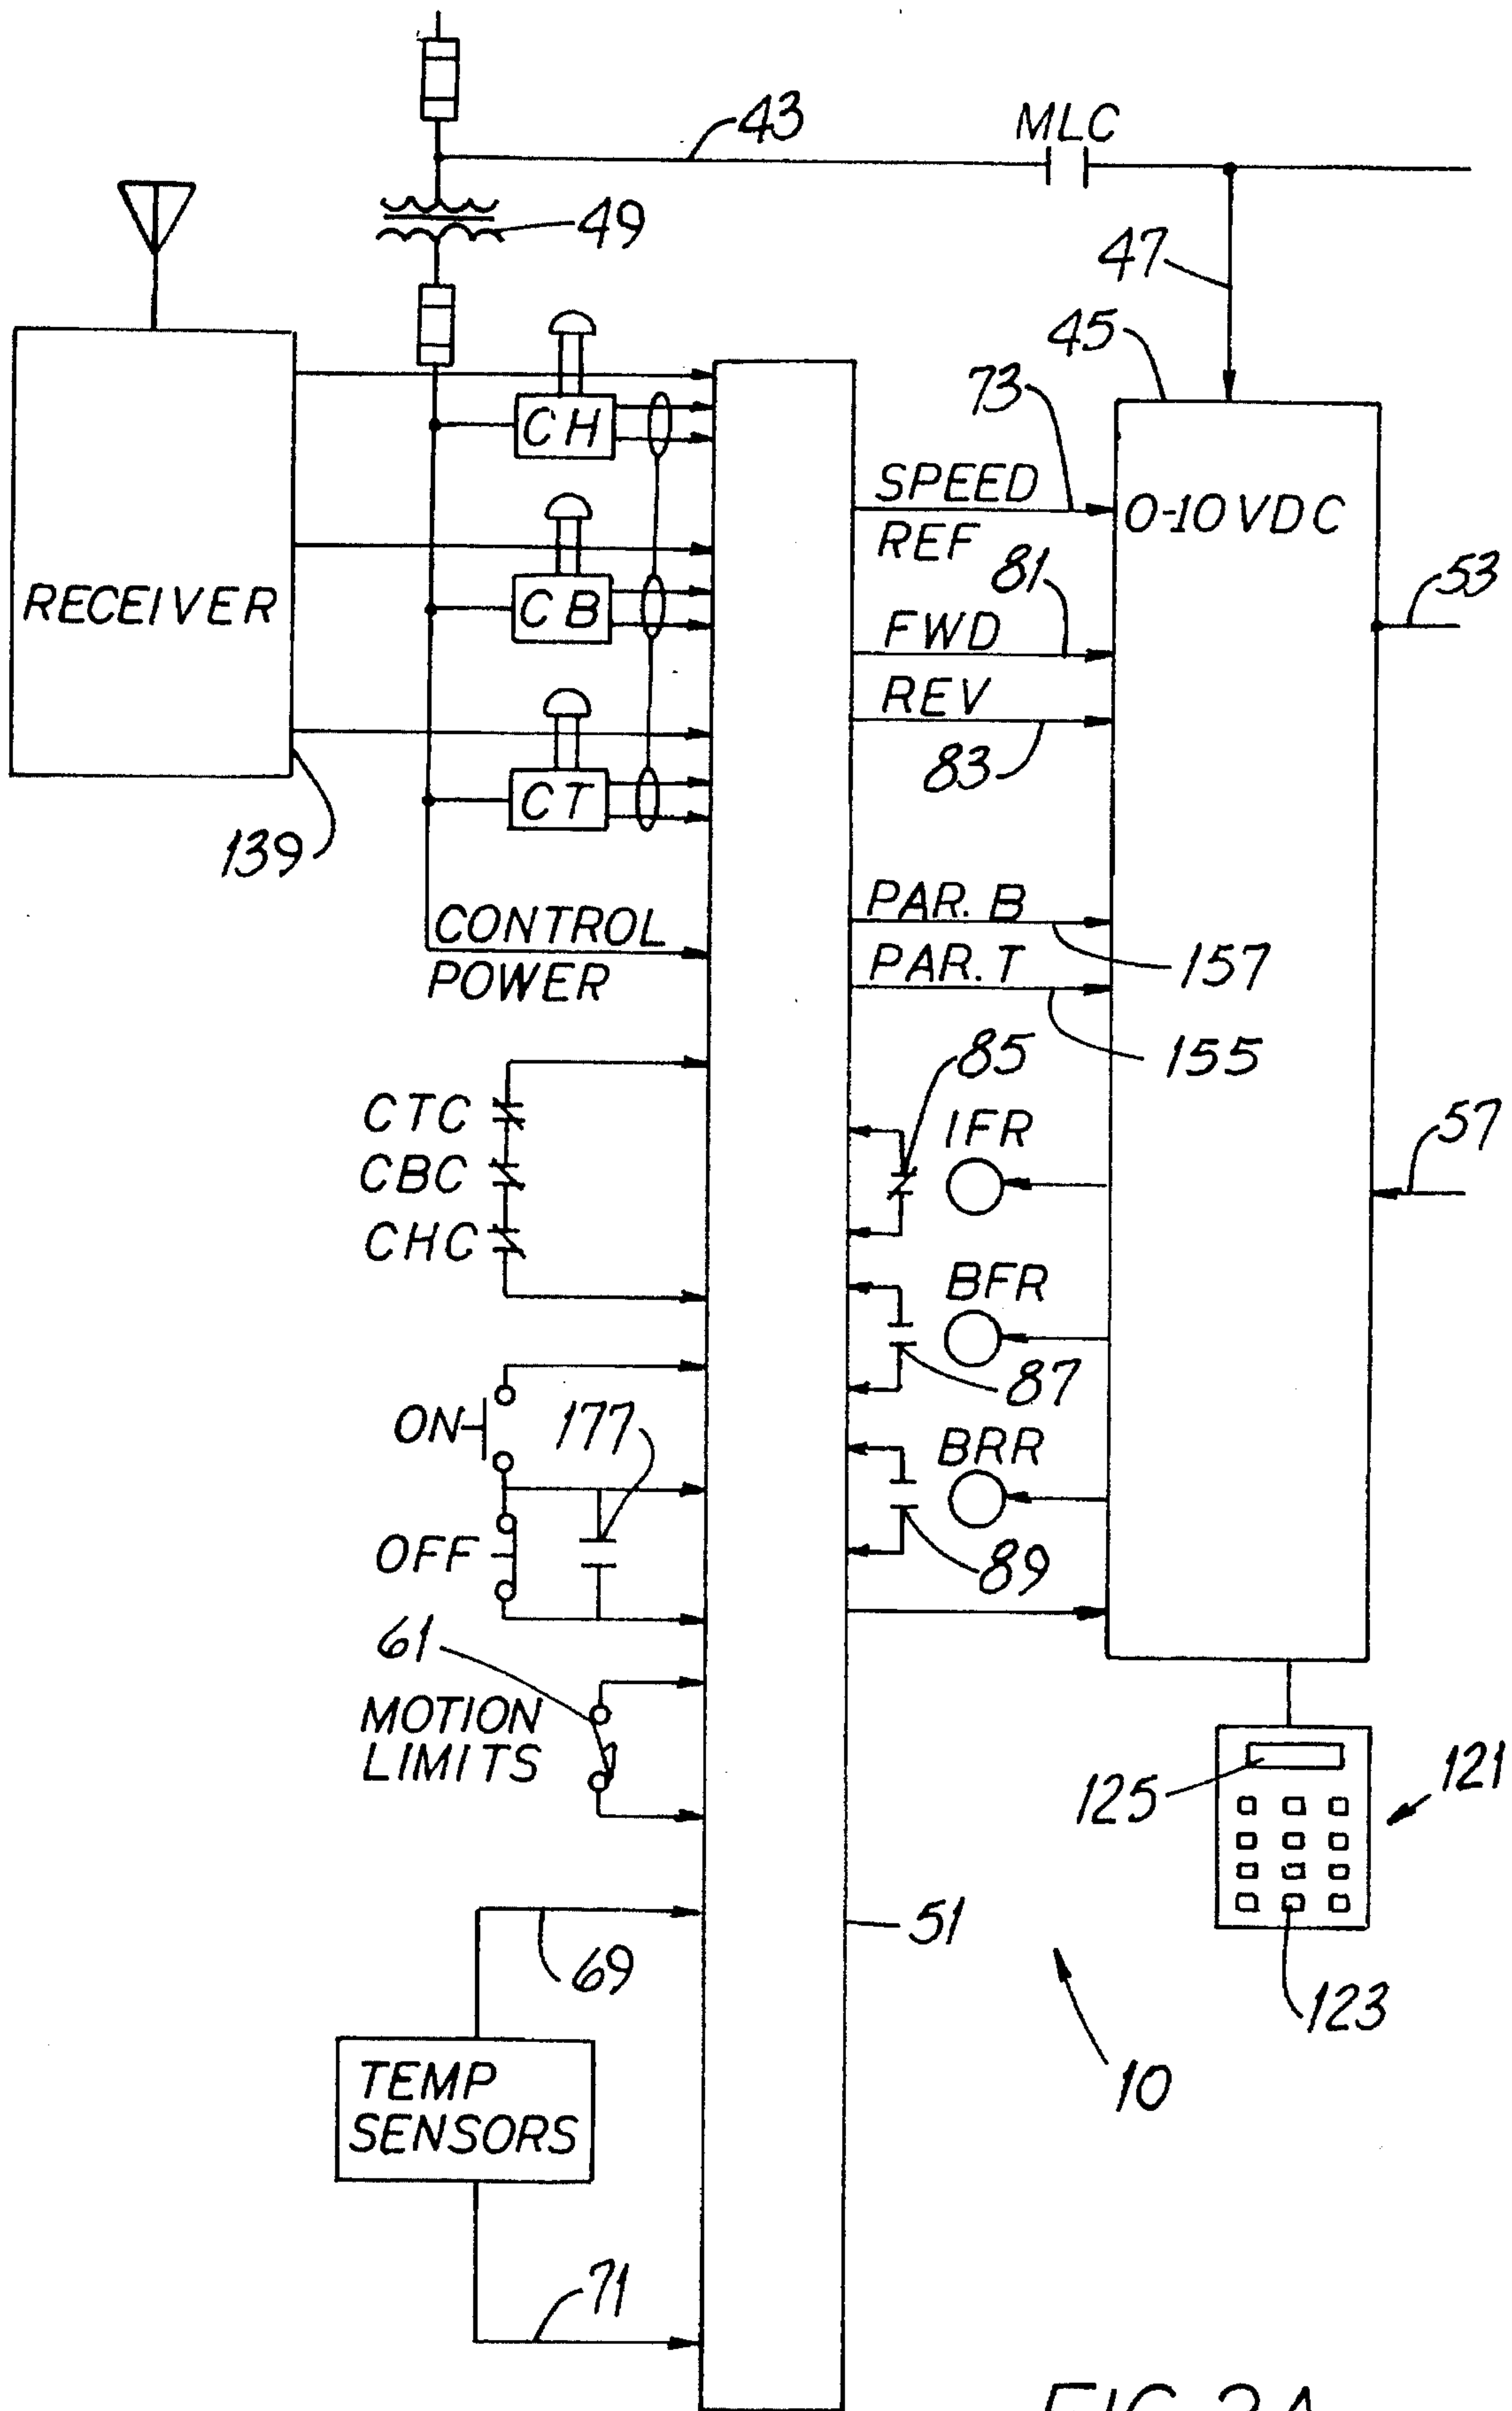 43
MLC
49
47
45
73
CH
SPEED
REF
0-10 VDC
81
53
RECEIVER
CB
FWD
REV
83
CT
139
PAR. B
CONTROL
POWER
157
PAR. T
155
85
CTC
IFR
57
CBC
CHC
BFR
87
ON
177
BRR
OFF
89
61
MOTION
LIMITS
125
121
51
69
123
TEMP
SENSORS
10
71